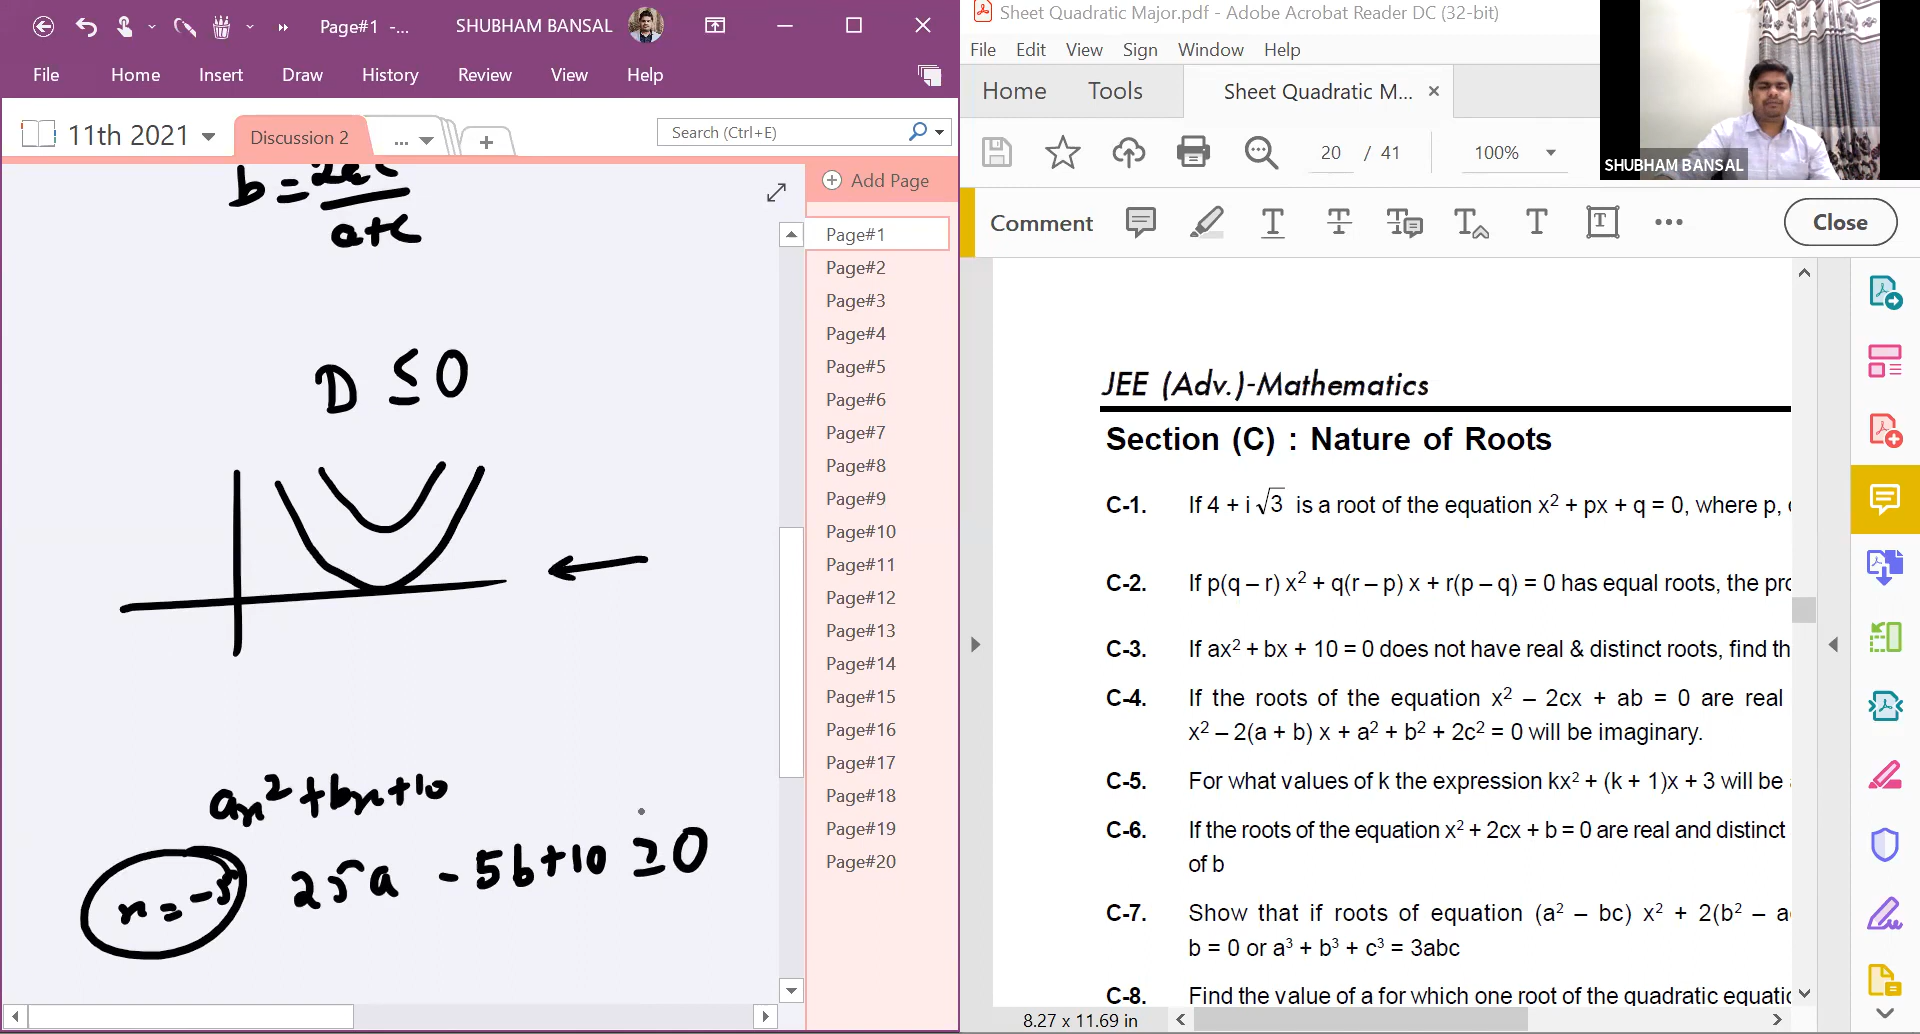 Page#1 -...
SHUBHAM BANSAL
File Home Insert Draw History Review View Help
11th 2021
Discussion 2
...
Search (Ctrl+E)
b =
a+c
D ≤ 0
ax² + bx + 10
x = -5 25a - 5b + 10 ≥ 0
Add Page
Page#1
Page#2
Page#3
Page#4
Page#5
Page#6
Page#7
Page#8
Page#9
Page#10
Page#11
Page#12
Page#13
Page#14
Page#15
Page#16
Page#17
Page#18
Page#19
Page#20
Sheet Quadratic Major.pdf - Adobe Acrobat Reader DC (32-bit)
File Edit View Sign Window Help
Home Tools Sheet Quadratic M... ×
20 / 41 100%
SHUBHAM BANSAL
Comment
Close
JEE (Adv.)-Mathematics
Section (C) : Nature of Roots
C-1. If 4 + i√3 is a root of the equation x² + px + q = 0, where p,
C-2. If p(q – r) x² + q(r – p) x + r(p – q) = 0 has equal roots, the
C-3. If ax² + bx + 10 = 0 does not have real & distinct roots, find
C-4. If the roots of the equation x² – 2cx + ab = 0 are real
x² – 2(a + b) x + a² + b² + 2c² = 0 will be imaginary.
C-5. For what values of k the expression kx² + (k + 1)x + 3 will be
C-6. If the roots of the equation x² + 2cx + b = 0 are real and distinct
of b
C-7. Show that if roots of equation (a² – bc) x² + 2(b² –
b = 0 or a³ + b³ + c³ = 3abc
C-8. Find the value of a for which one root of the quadratic
8.27 x 11.69 in